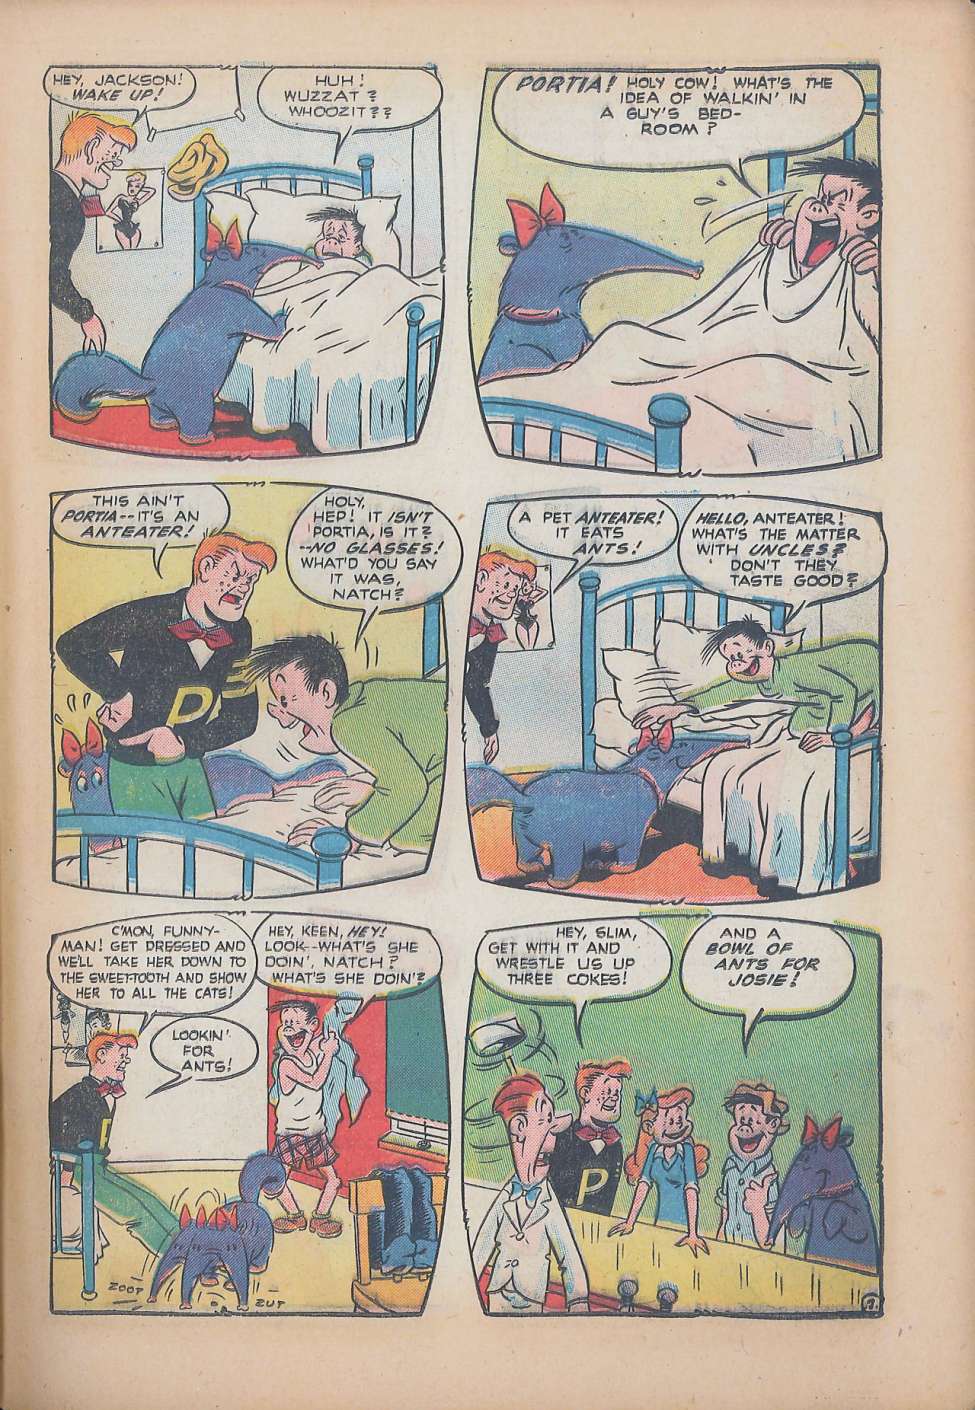 HEY, JACKSON!
WAKE UP!
HUH!
WUZZAT?
WHOOZIT??
PORTIA! HOLY COW! WHAT'S THE
IDEA OF WALKIN' IN
A GUY'S BED-
ROOM?
THIS AIN'T
PORTIA--IT'S AN
ANTEATER!
HOLY,
HEP! IT ISN'T
PORTIA, IS IT?
--NO GLASSES!
WHAT'D YOU SAY
IT WAS,
NATCH?
A PET ANTEATER!
IT EATS
ANTS!
HELLO, ANTEATER!
WHAT'S THE MATTER
WITH UNCLES?
DON'T THEY
TASTE GOOD?
C'MON, FUNNY-
MAN! GET DRESSED AND
WE'LL TAKE HER DOWN TO
THE SWEET-TOOTH AND SHOW
HER TO ALL THE CATS!
HEY, KEEN, HEY!
LOOK--WHAT'S SHE
DOIN', NATCH?
WHAT'S SHE DOIN'?
LOOKIN'
FOR
ANTS!
P
ZOOT
ZUT
HEY, SLIM,
GET WITH IT AND
WRESTLE US UP
THREE COKES!
AND A
BOWL OF
ANTS FOR
JOSIE!
P